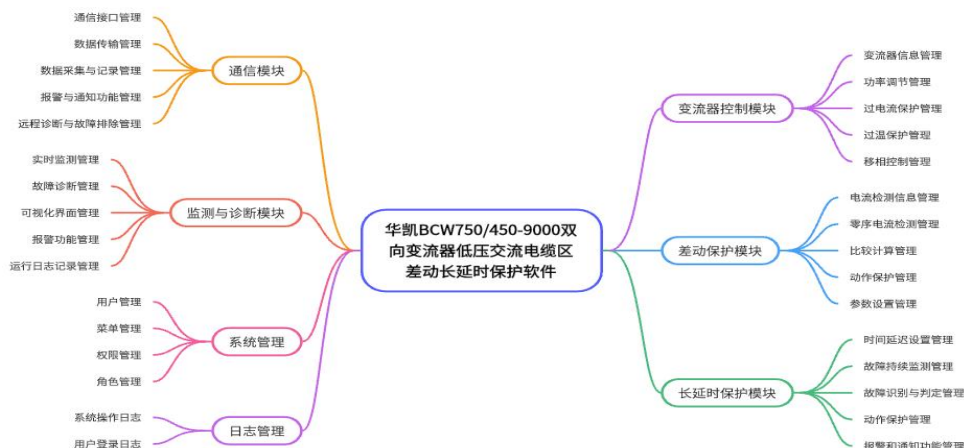 华凯BCW750/450-9000双
向变流器低压交流电缆区
差动长延时保护软件
通信模块
通信接口管理
数据传输管理
数据采集与记录管理
报警与通知功能管理
远程诊断与故障排除管理
监测与诊断模块
实时监测管理
故障诊断管理
可视化界面管理
报警功能管理
运行日志记录管理
系统管理
用户管理
菜单管理
权限管理
角色管理
日志管理
系统操作日志
用户登录日志
变流器控制模块
变流器信息管理
功率调节管理
过电流保护管理
过温保护管理
移相控制管理
差动保护模块
电流检测信息管理
零序电流检测管理
比较计算管理
动作保护管理
参数设置管理
长延时保护模块
时间延迟设置管理
故障持续监测管理
故障识别与判定管理
动作保护管理
报警和通知功能管理